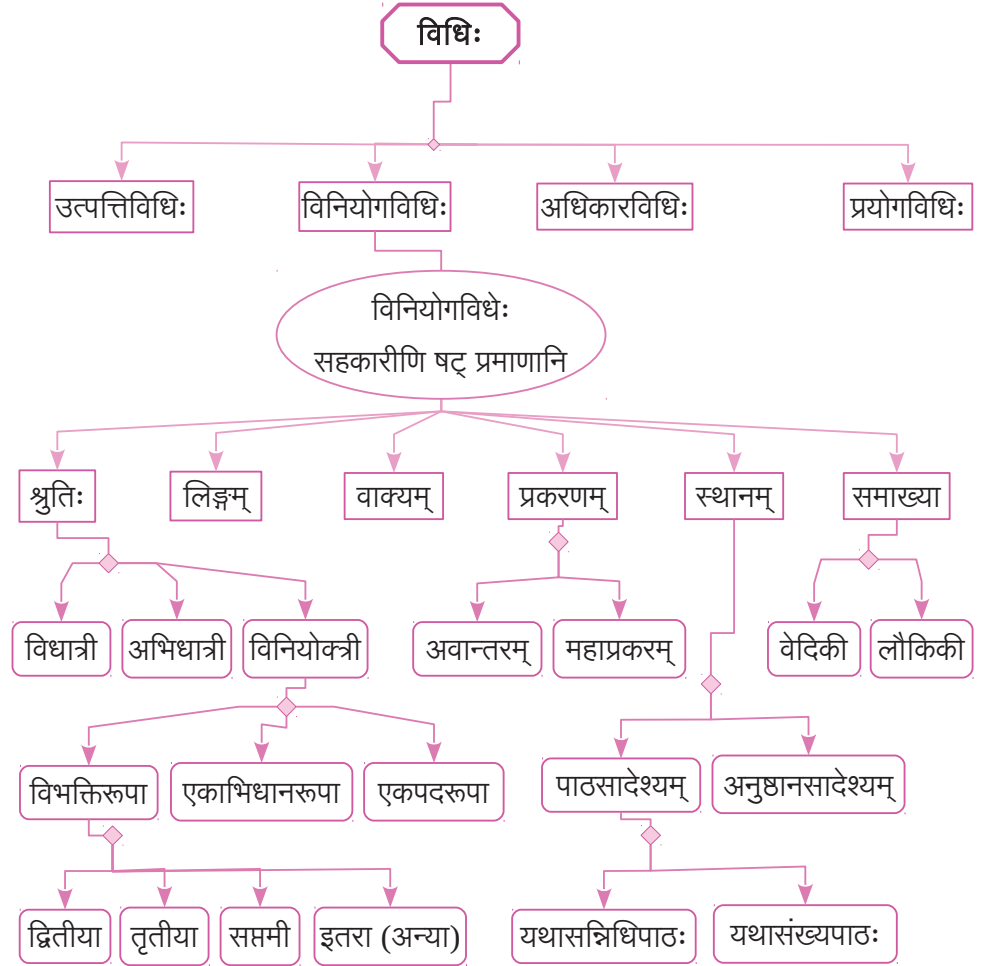 विधिः
उत्पत्तिविधिः
विनियोगविधिः
अधिकारविधिः
प्रयोगविधिः
विनियोगविधेः
सहकारीणि षट् प्रमाणानि
श्रुतिः
लिङ्गम्
वाक्यम्
प्रकरणम्
स्थानम्
समाख्या
विधात्री
अभिधात्री
विनियोक्त्री
अवान्तरम्
महाप्रकरम्
वेदिकी
लौकिकी
विभक्तिरूपा
एकाभिधानरूपा
एकपदरूपा
पाठसादेश्यम्
अनुष्ठानसादेश्यम्
द्वितीया
तृतीया
सप्तमी
इतरा (अन्या)
यथासन्निधिपाठः
यथासंख्यपाठः